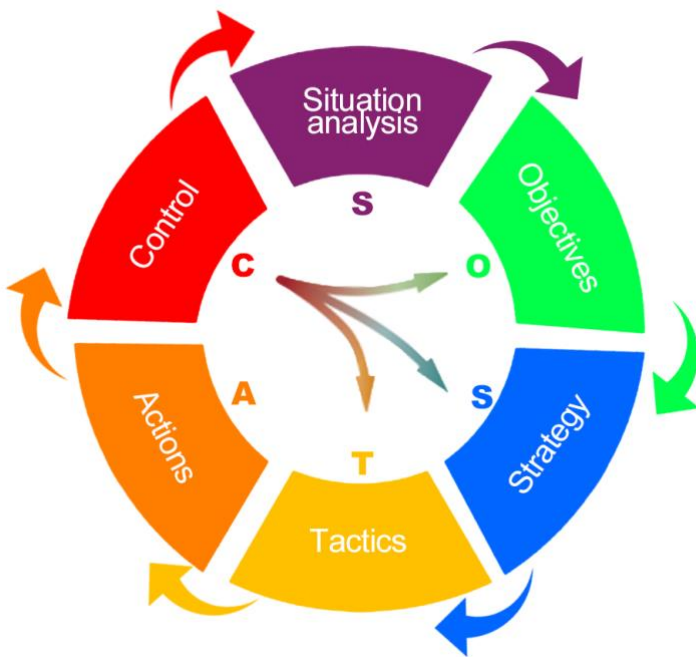 Situation
analysis
Objectives
Strategy
Tactics
Actions
Control
S
O
S
T
A
C